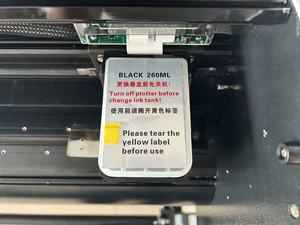 BLACK 260ML
更换墨盒前先关机!
Turn off plotter before
change ink tank!
使用前请撕开黄色标签
Please tear the
yellow label
before use